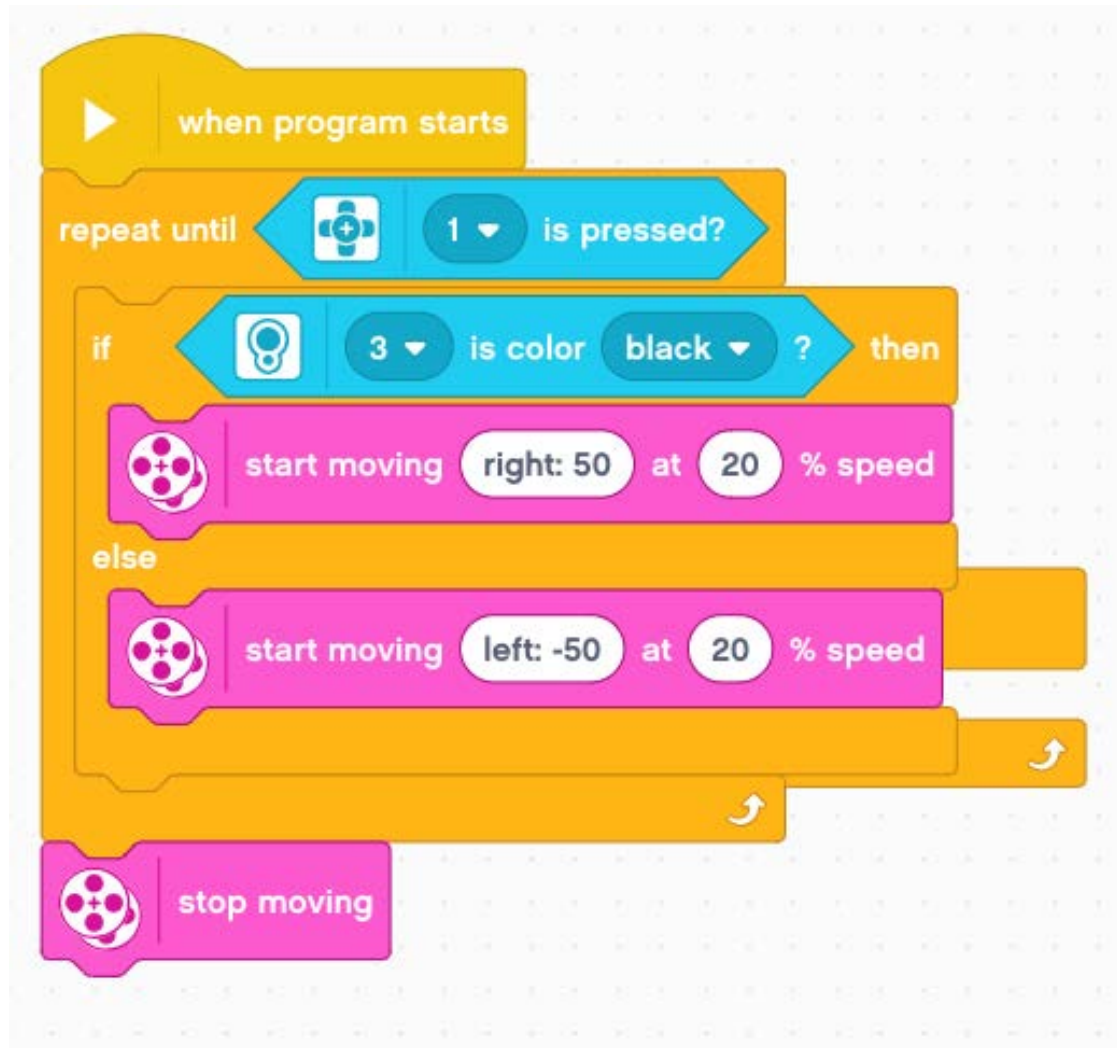 when program starts
repeat until 1 is pressed?
if 3 is color black ? then
start moving right: 50 at 20 % speed
else
start moving left: -50 at 20 % speed
stop moving